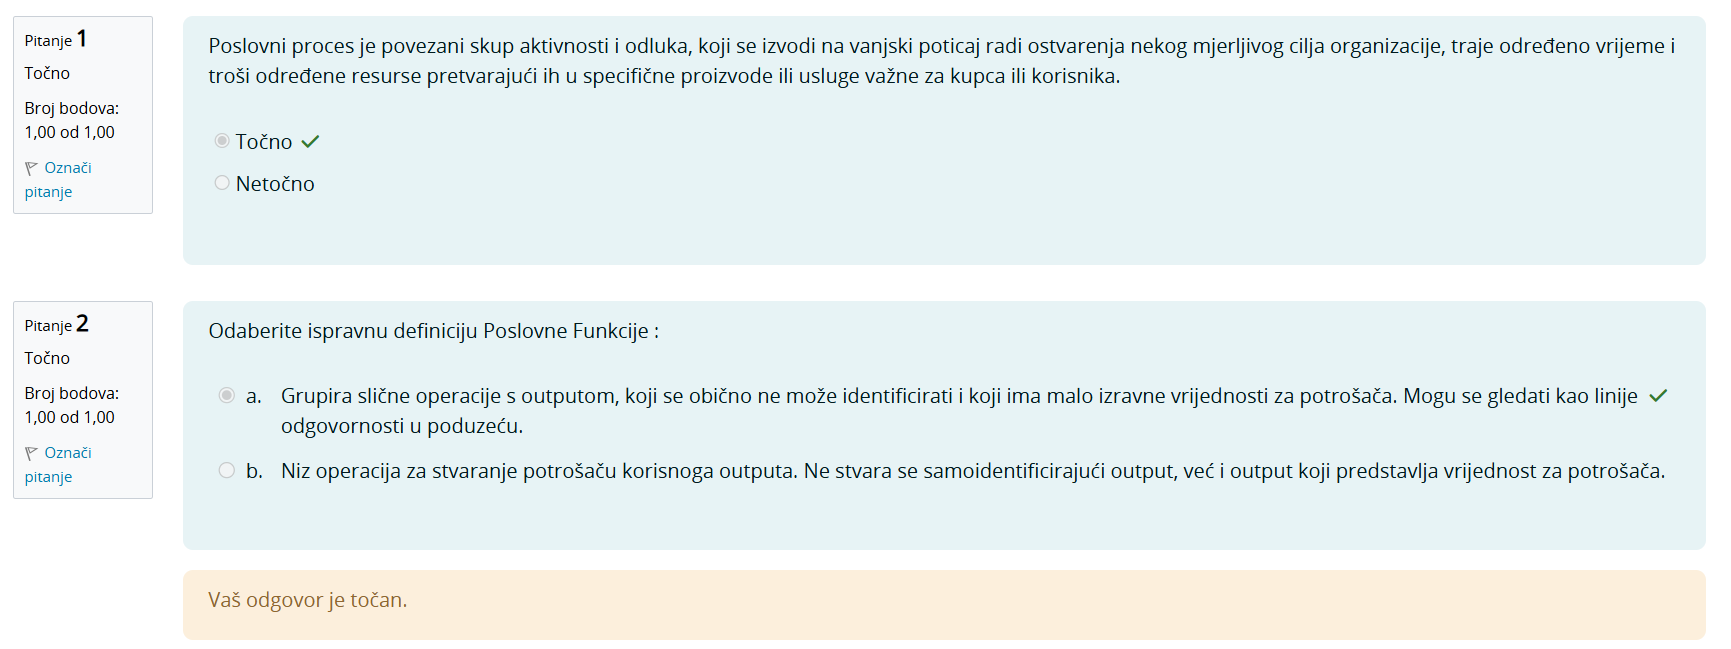 Pitanje 1
Točno
Broj bodova:
1,00 od 1,00
Označi
pitanje
Poslovni proces je povezani skup aktivnosti i odluka, koji se izvodi na vanjski poticaj radi ostvarenja nekog mjerljivog cilja organizacije, traje određeno vrijeme i
troši određene resurse pretvarajući ih u specifične proizvode ili usluge važne za kupca ili korisnika.
Točno
Netočno
Pitanje 2
Točno
Broj bodova:
1,00 od 1,00
Označi
pitanje
Odaberite ispravnu definiciju Poslovne Funkcije :
a. Grupira slične operacije s outputom, koji se obično ne može identificirati i koji ima malo izravne vrijednosti za potrošača. Mogu se gledati kao linije
odgovornosti u poduzeću.
b. Niz operacija za stvaranje potrošaču korisnoga outputa. Ne stvara se samoidentificirajući output, već i output koji predstavlja vrijednost za potrošača.
Vaš odgovor je točan.